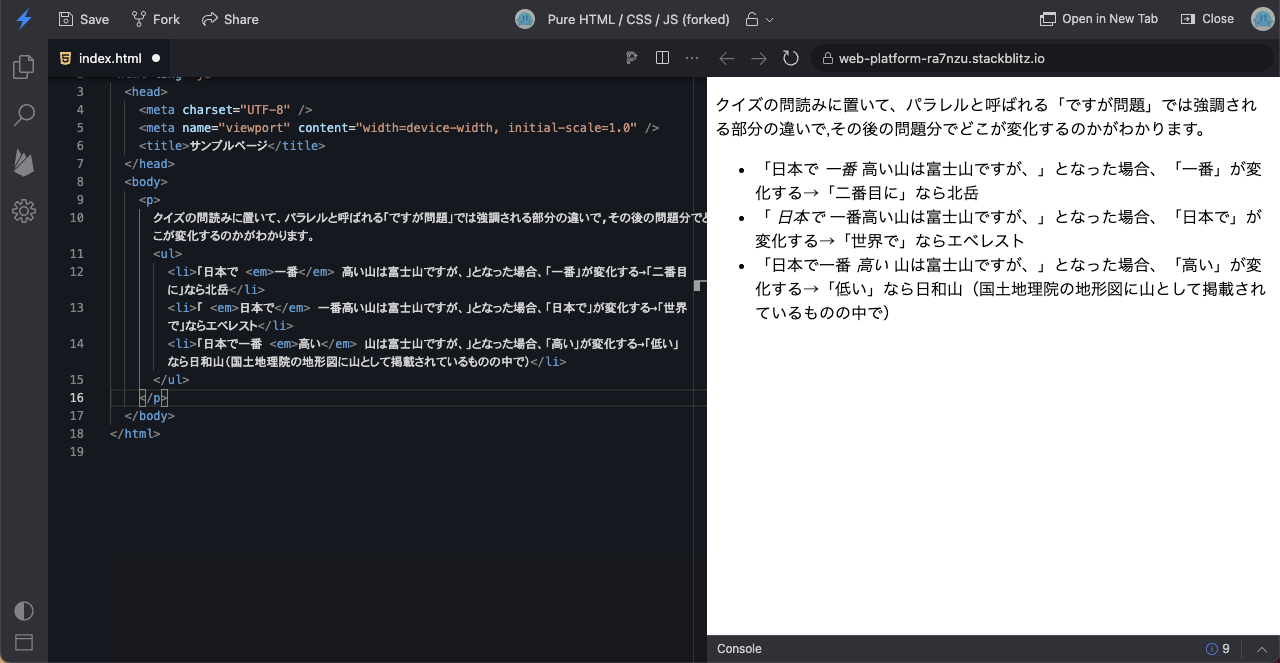 Save Fork Share Pure HTML / CSS / JS (forked) Open in New Tab Close
index.html web-platform-ra7nzu.stackblitz.io
3 <head>
4 <meta charset="UTF-8" />
5 <meta name="viewport" content="width=device-width, initial-scale=1.0" />
6 <title>サンプルページ</title>
7 </head>
8 <body>
9 <p>
10 クイズの問読みに置いて、パラレルと呼ばれる「ですが問題」では強調される部分の違いで,その後の問題分でど
こが変化するのかがわかります。
11 <ul>
12 <li>「日本で <em>一番</em> 高い山は富士山ですが、」となった場合、「一番」が変化する→「二番目
に」なら北岳</li>
13 <li>「 <em>日本で</em> 一番高い山は富士山ですが、」となった場合、「日本で」が変化する→「世界
で」ならエベレスト</li>
14 <li>「日本で一番 <em>高い</em> 山は富士山ですが、」となった場合、「高い」が変化する→「低い」
なら日和山（国土地理院の地形図に山として掲載されているものの中で）</li>
15 </ul>
16 </p>
17 </body>
18 </html>
19
クイズの問読みに置いて、パラレルと呼ばれる「ですが問題」では強調され
る部分の違いで,その後の問題分でどこが変化するのかがわかります。
• 「日本で 一番 高い山は富士山ですが、」となった場合、「一番」が変
化する→「二番目に」なら北岳
• 「 日本で 一番高い山は富士山ですが、」となった場合、「日本で」が
変化する→「世界で」ならエベレスト
• 「日本で一番 高い 山は富士山ですが、」となった場合、「高い」が変
化する→「低い」なら日和山（国土地理院の地形図に山として掲載され
ているものの中で）
Console 9